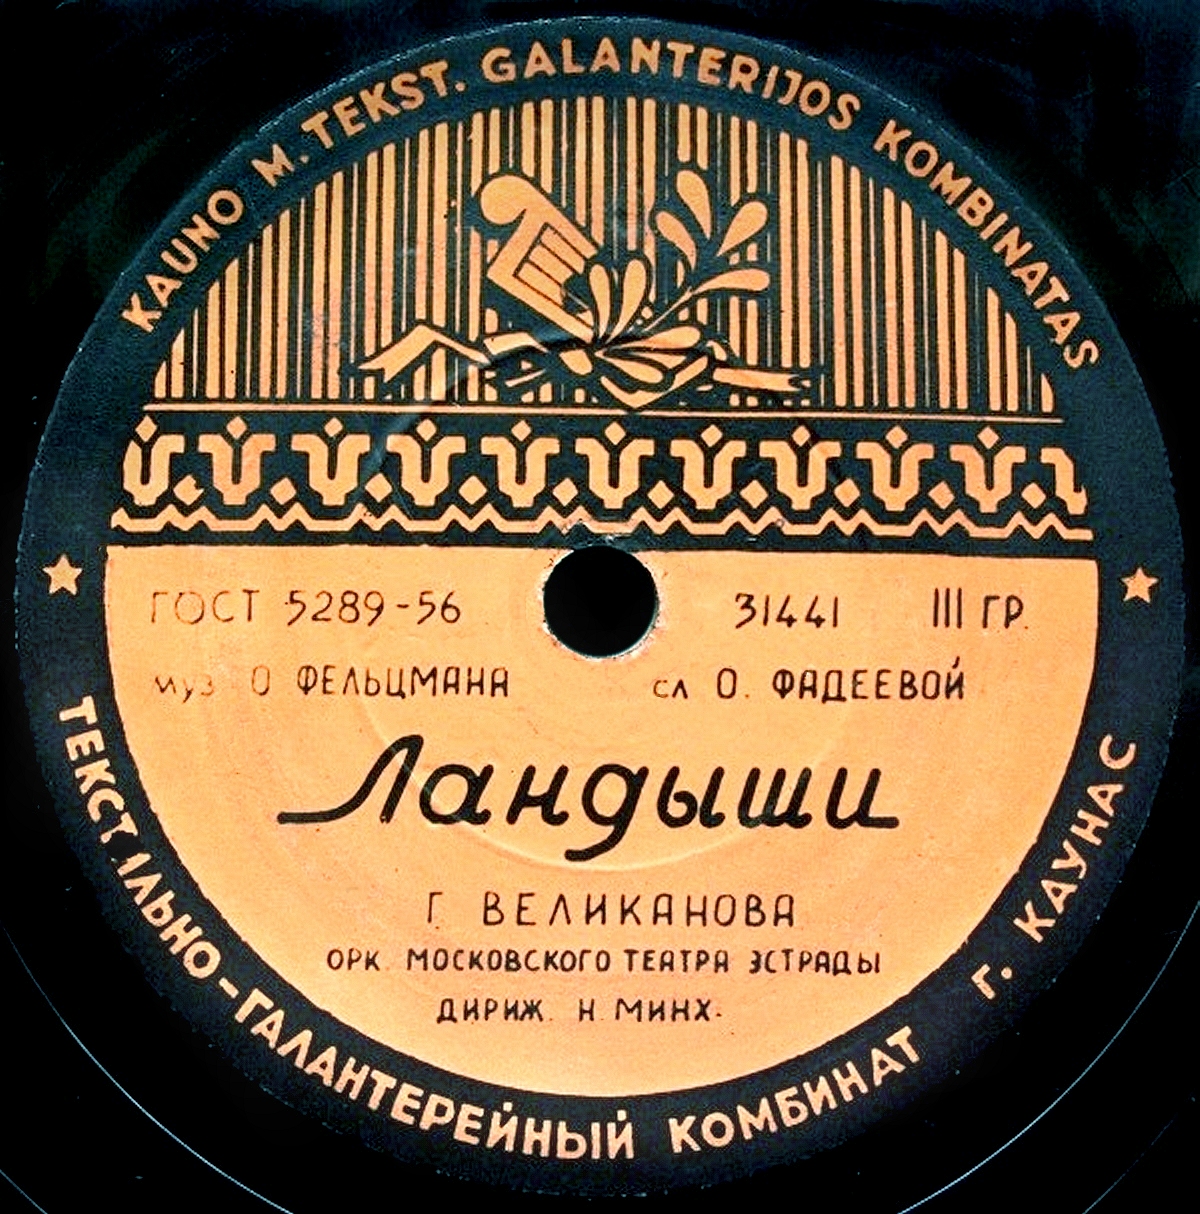 KAUNO M. TEKST. GALANTERIJOS KOMBINATAS
ГОСТ 5289-56 31441 III ГР.
муз О ФЕЛЬЦМАНА сл О. ФАДЕЕВОЙ
Ландыши
Г ВЕЛИКАНОВА
ОРК. МОСКОВСКОГО ТЕАТРА ЭСТРАДЫ
ДИРИЖ. Н. МИНХ.
ТЕКСТИЛЬНО-ГАЛАНТЕРЕЙНЫЙ КОМБИНАТ Г. КАУНАС